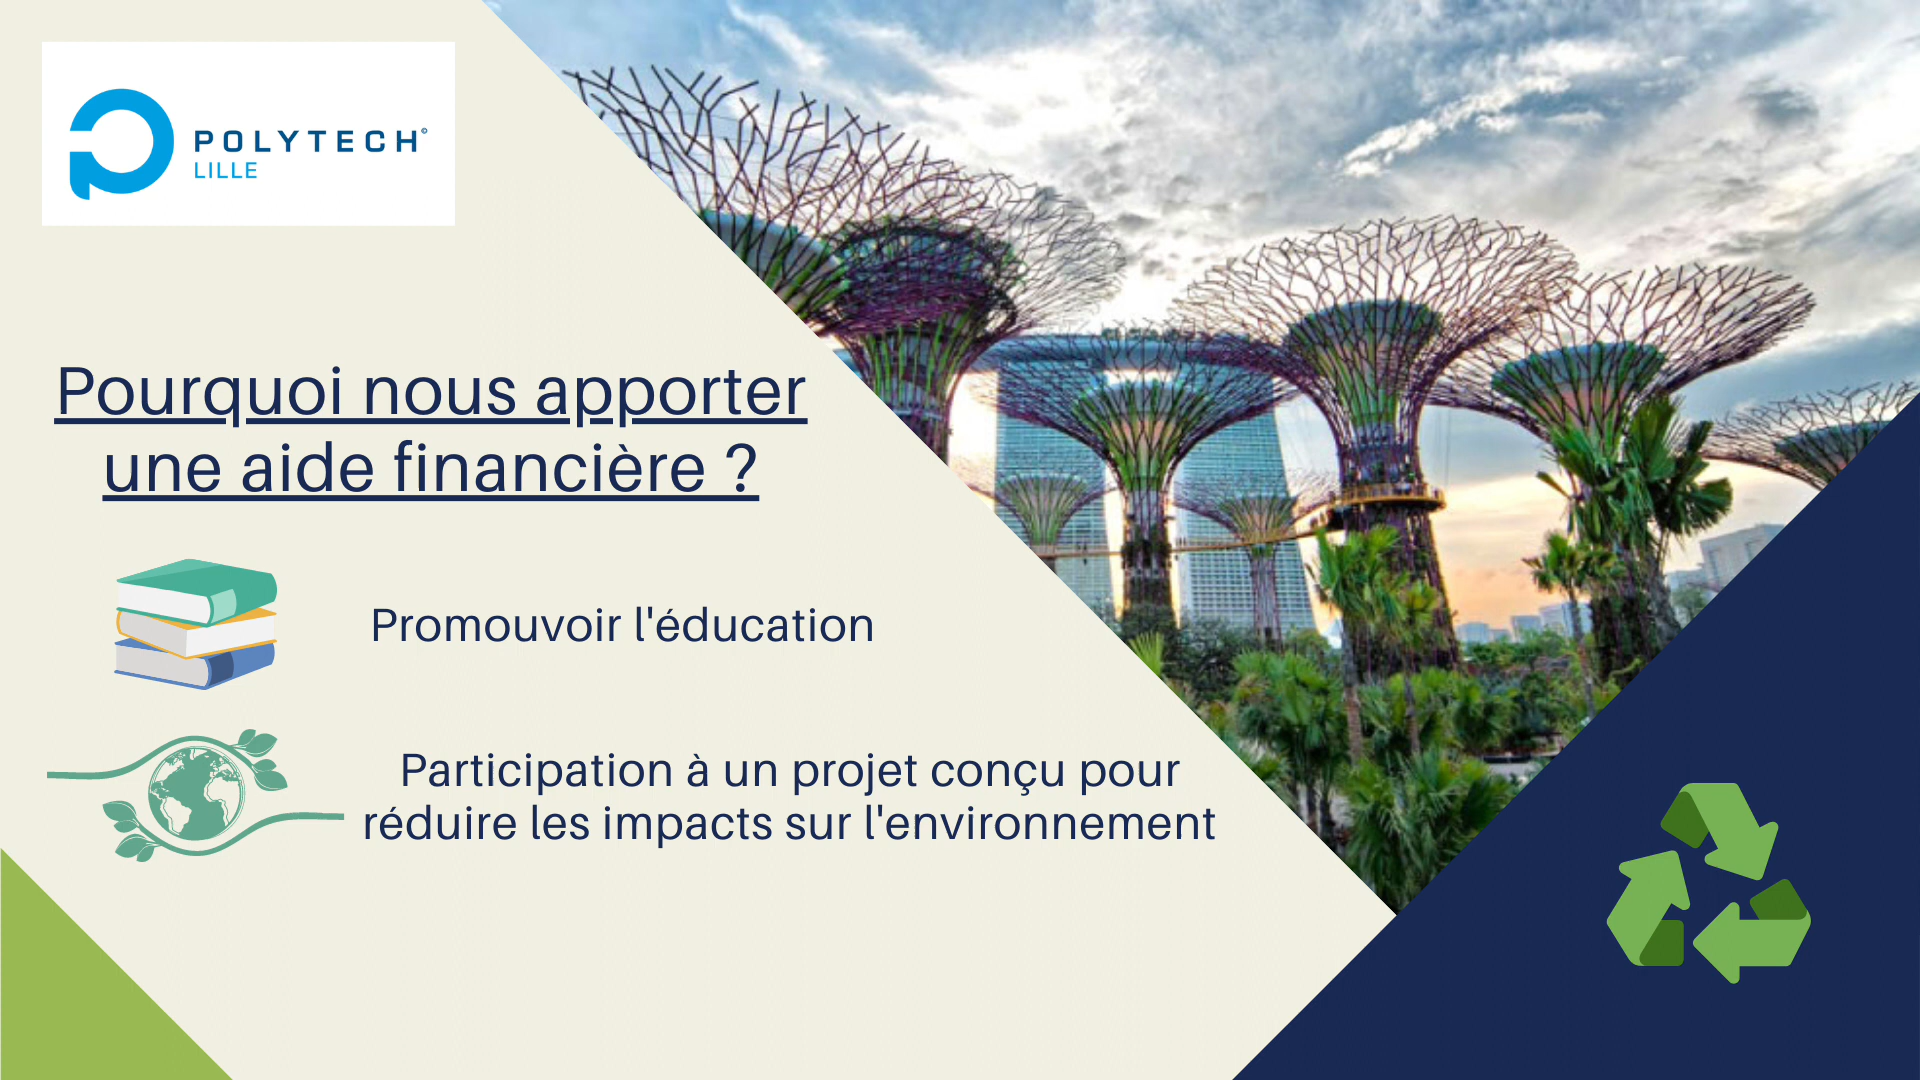 POLYTECH©
LILLE
Pourquoi nous apporter
une aide financière ?
Promouvoir l'éducation
Participation à un projet conçu pour
réduire les impacts sur l'environnement